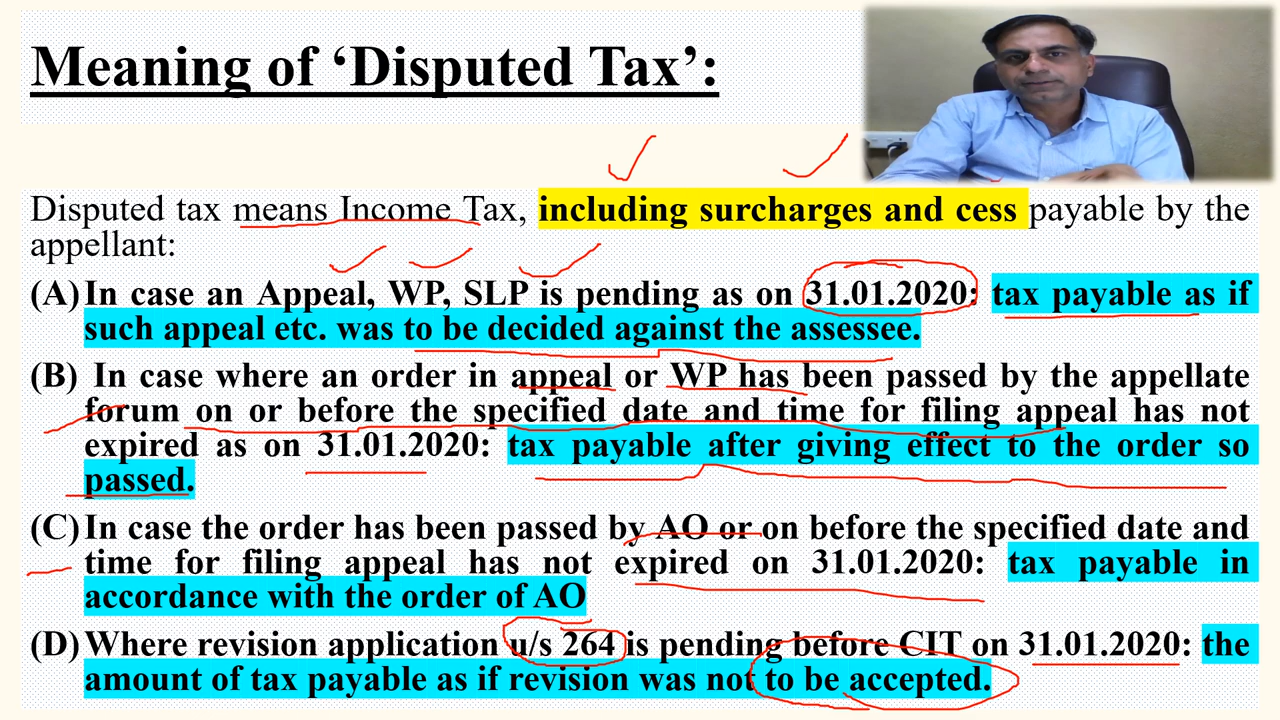 Meaning of ‘Disputed Tax’:
Disputed tax means Income Tax, including surcharges and cess payable by the
appellant:
(A) In case an Appeal, WP, SLP is pending as on 31.01.2020: tax payable as if
such appeal etc. was to be decided against the assessee.
(B) In case where an order in appeal or WP has been passed by the appellate
forum on or before the specified date and time for filing appeal has not
expired as on 31.01.2020: tax payable after giving effect to the order so
passed.
(C) In case the order has been passed by AO or on before the specified date and
time for filing appeal has not expired on 31.01.2020: tax payable in
accordance with the order of AO
(D) Where revision application u/s 264 is pending before CIT on 31.01.2020: the
amount of tax payable as if revision was not to be accepted.